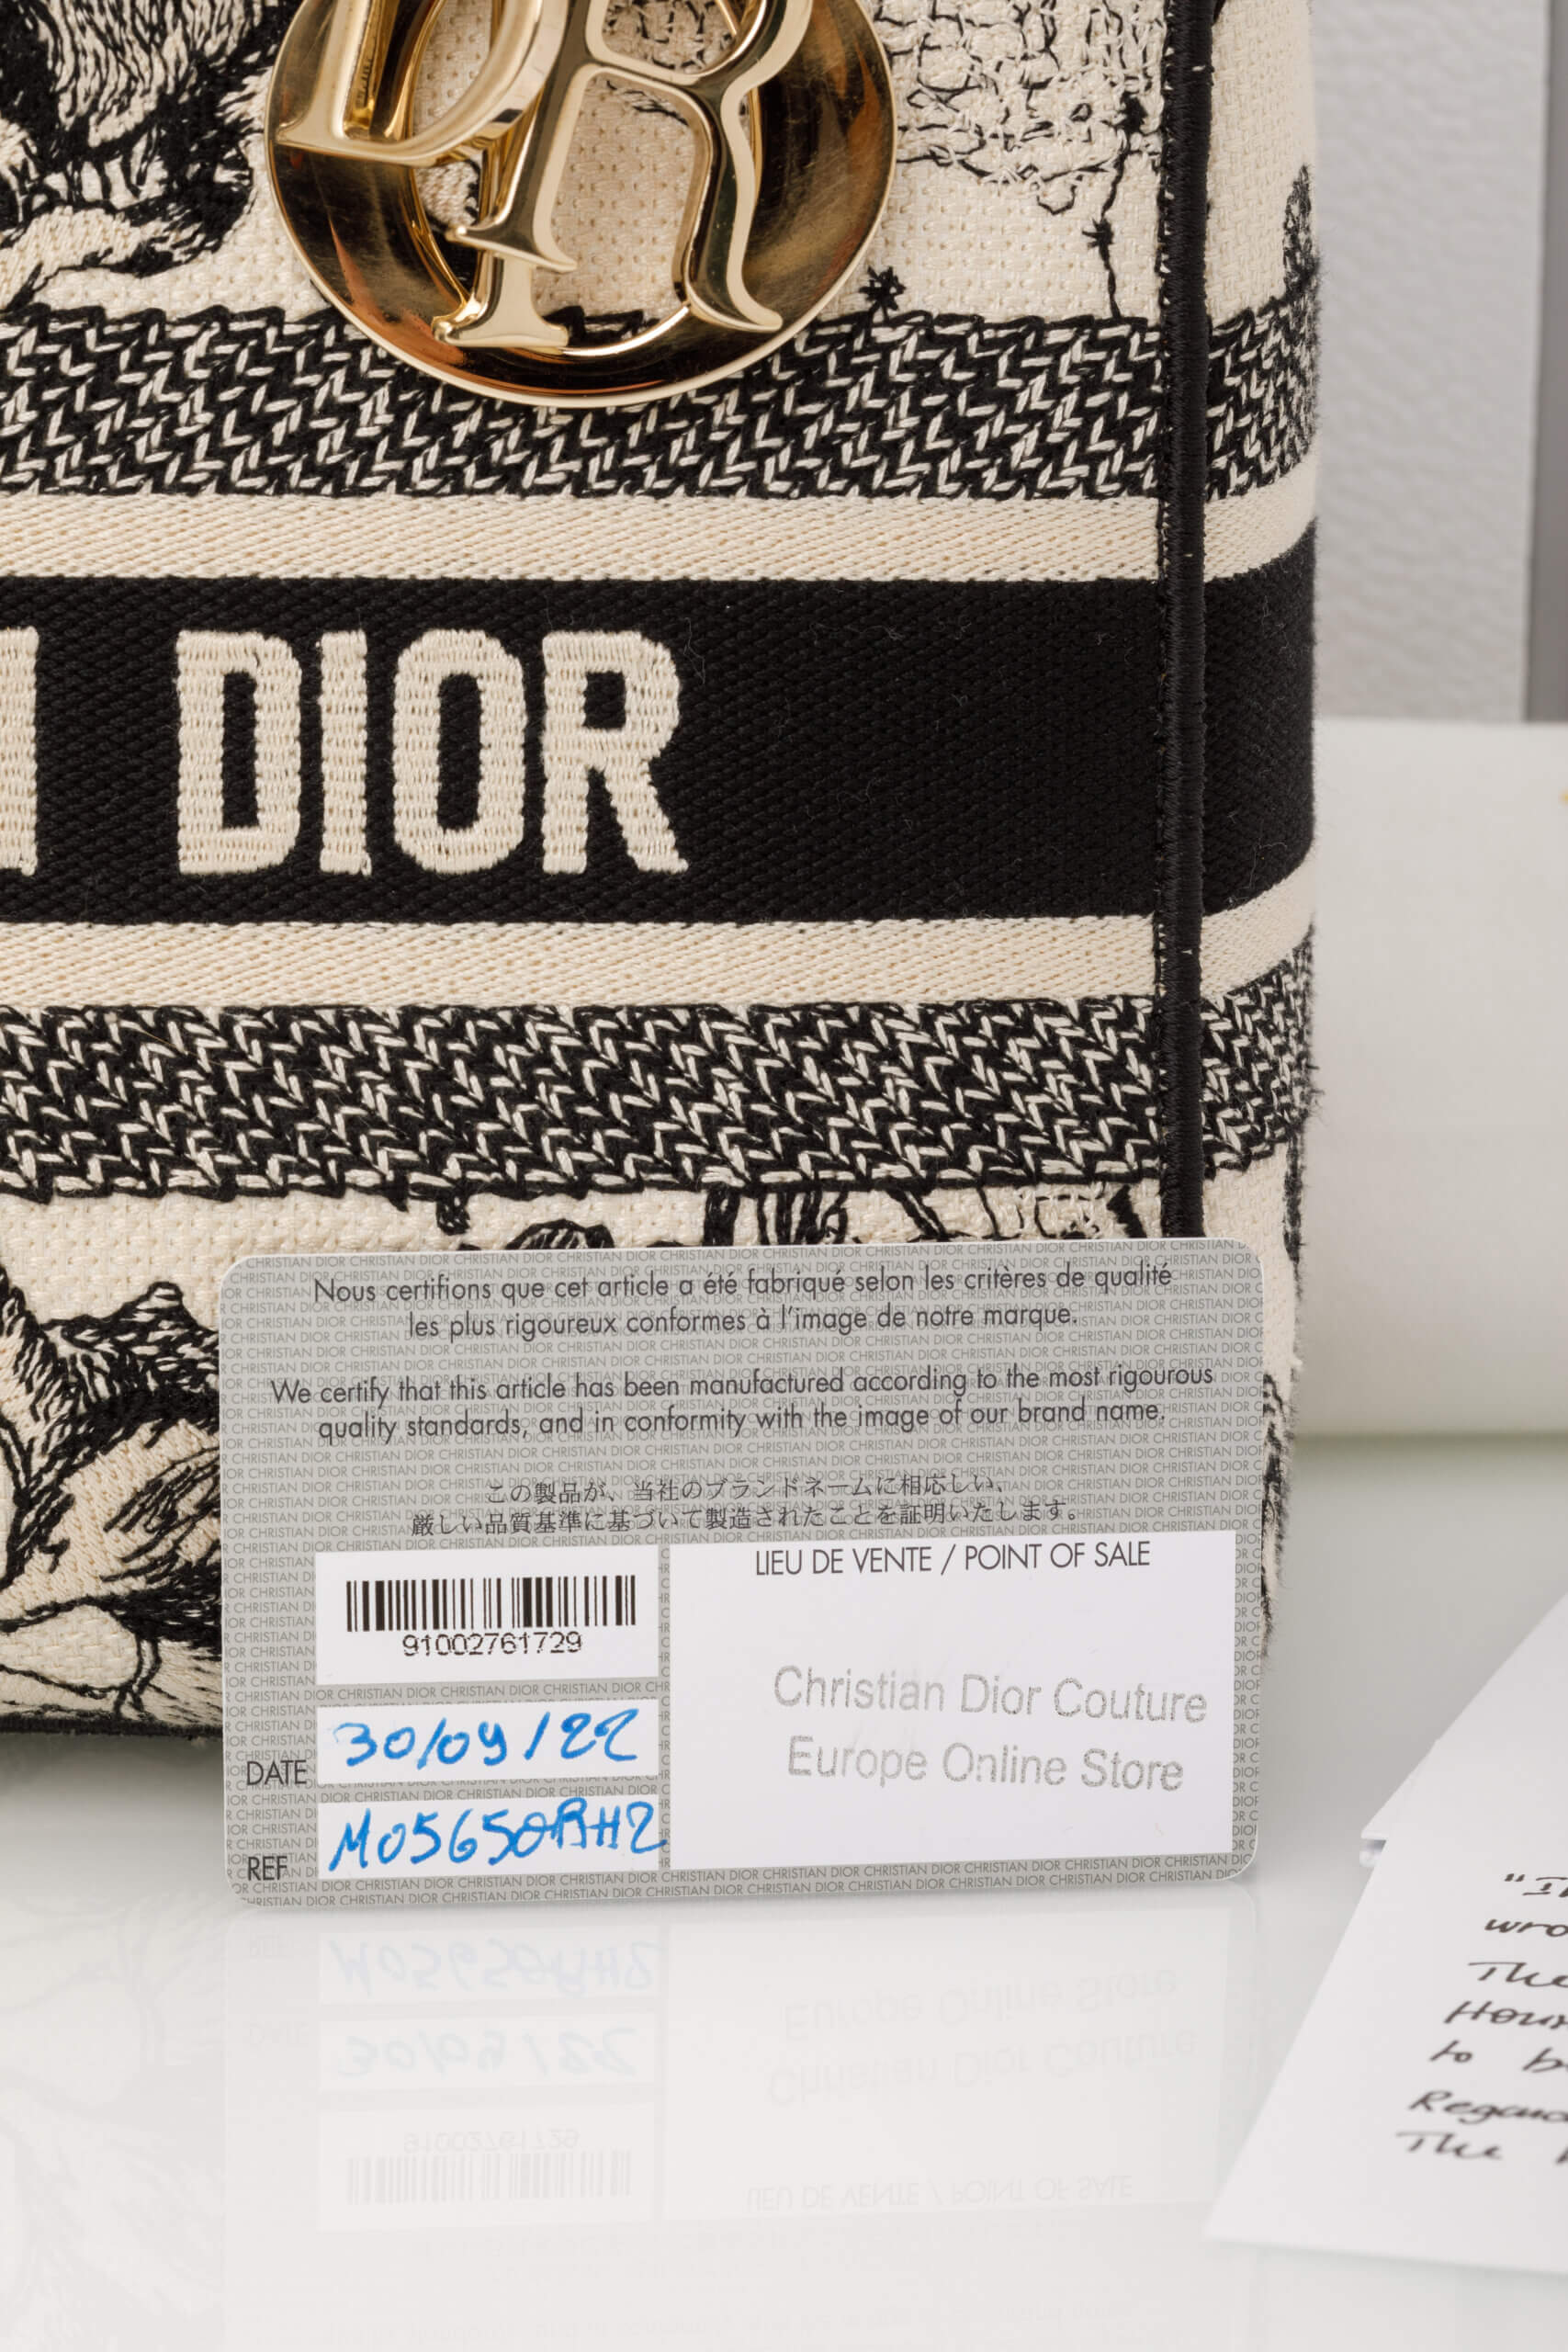 DIOR
Nous certifions que cet article a été fabriqué selon les critères de qualité
les plus rigoureux conformes à l'image de notre marque.
We certify that this article has been manufactured according to the most rigourous
quality standards, and in conformity with the image of our brand name.
この製品が、当社のブランドネームに相応しい、
厳しい品質基準に基づいて製造されたことを証明いたします。
91002761729
LIEU DE VENTE / POINT OF SALE
Christian Dior Couture
Europe Online Store
DATE 30/09/22
REF
The
to
The